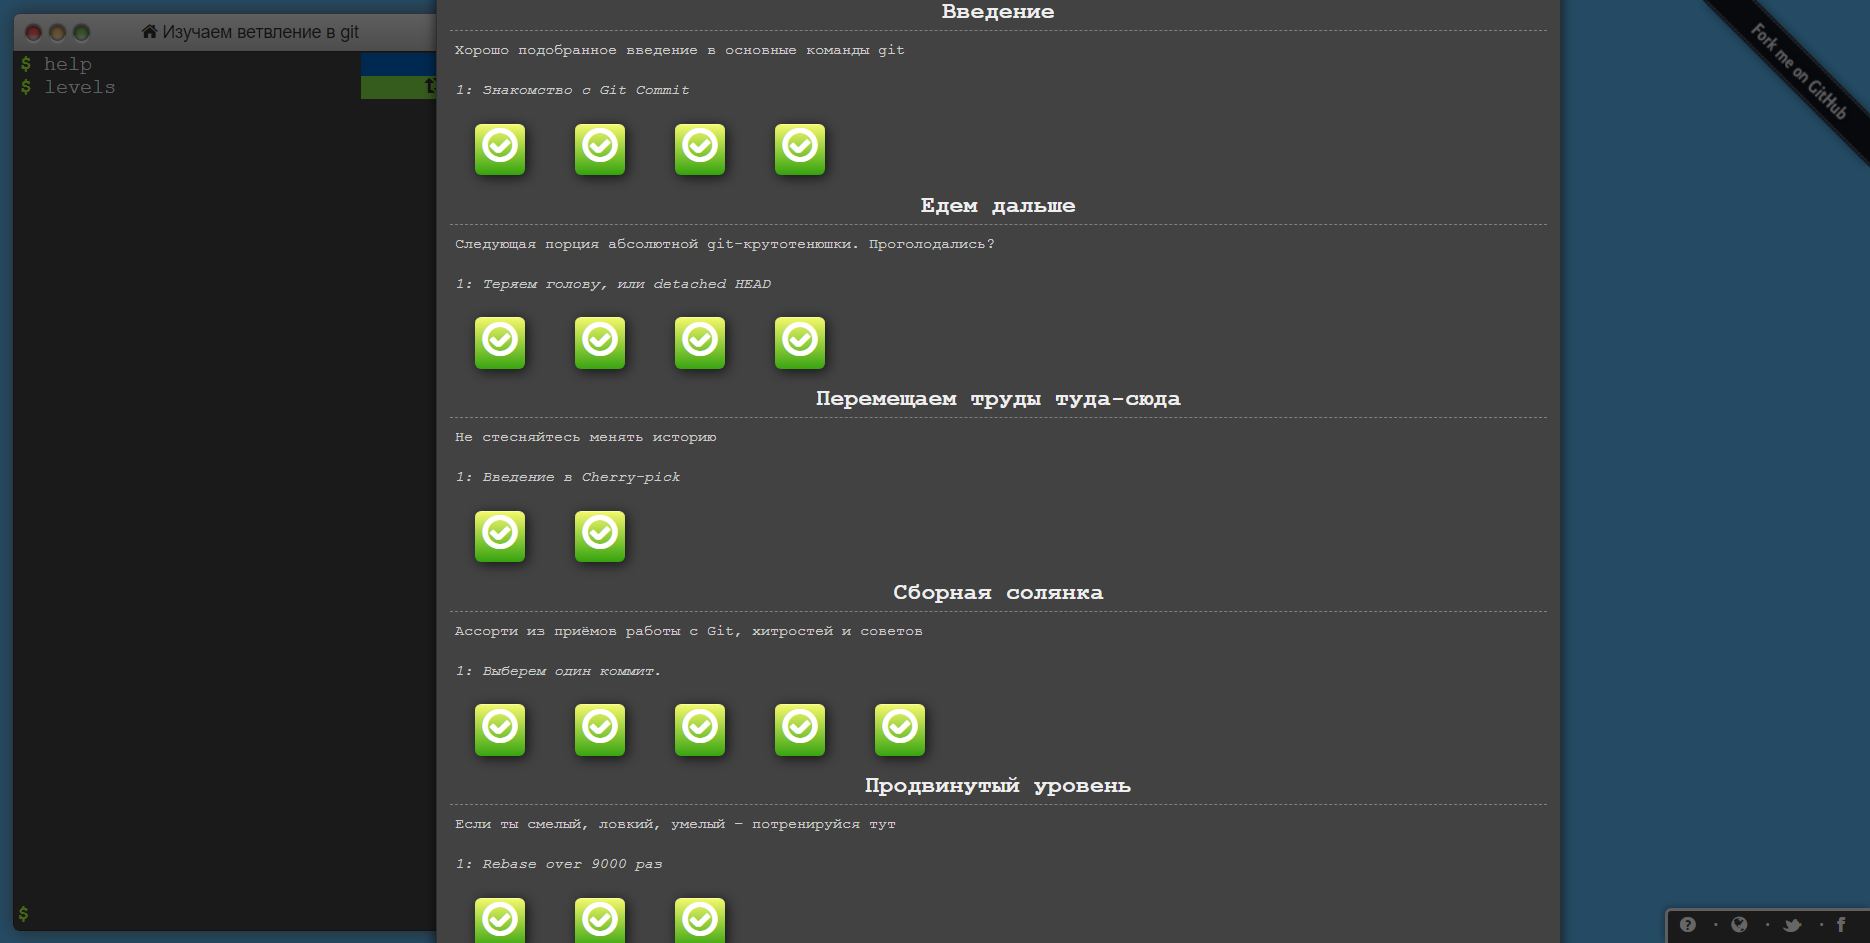 Изучаем ветвление в git
$ help
$ levels
$
Введение
Хорошо подобранное введение в основные команды git
1: Знакомство с Git Commit
Едем дальше
Следующая порция абсолютной git-крутотенюшки. Проголодались?
1: Теряем голову, или detached HEAD
Перемещаем труды туда-сюда
Не стесняйтесь менять историю
1: Введение в Cherry-pick
Сборная солянка
Ассорти из приёмов работы с Git, хитростей и советов
1: Выберем один коммит.
Продвинутый уровень
Если ты смелый, ловкий, умелый – потренируйся тут
1: Rebase over 9000 раз
Fork me on GitHub